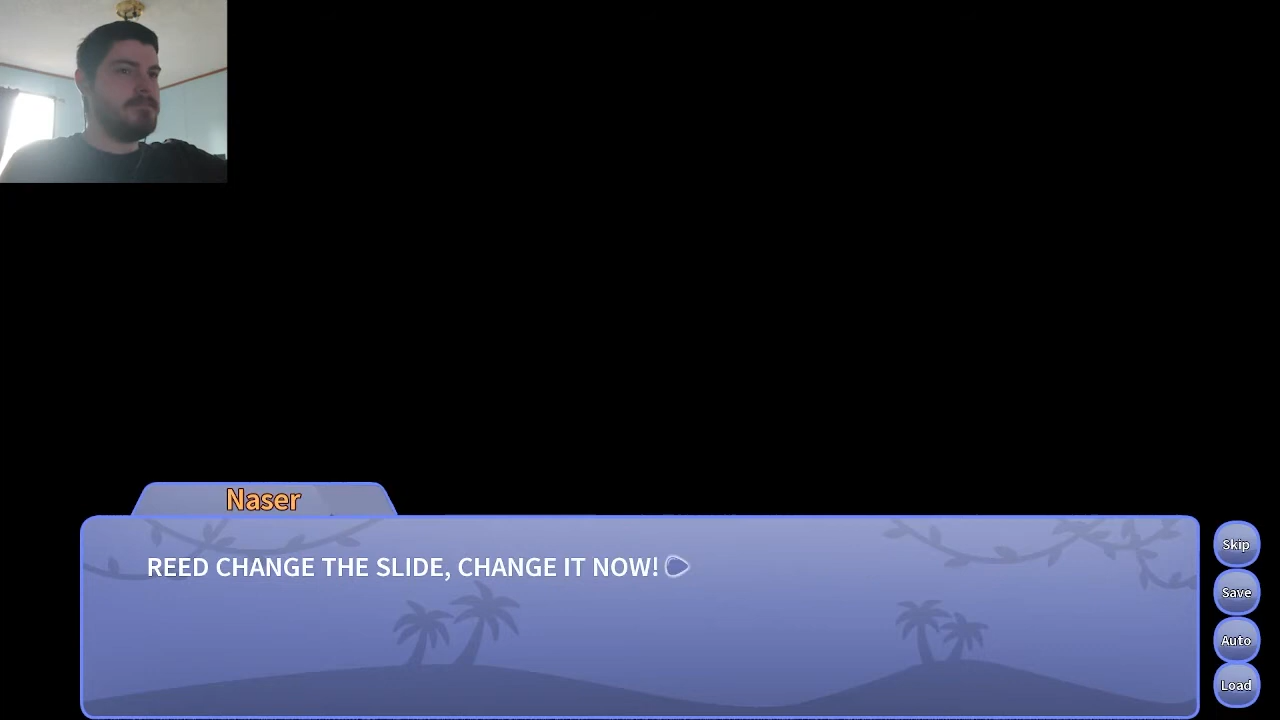 Naser
REED CHANGE THE SLIDE, CHANGE IT NOW!
Skip
Save
Auto
Load